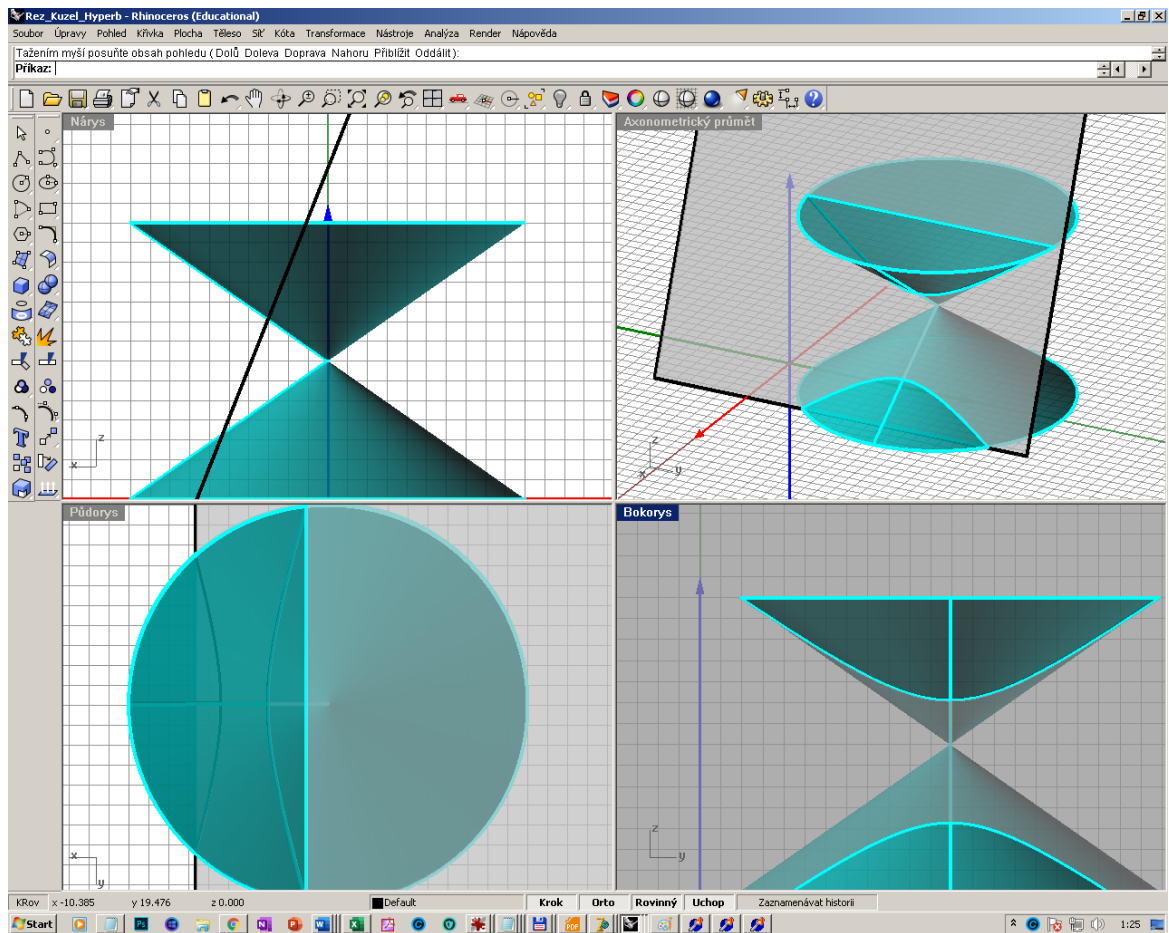 Rez_Kuzel_Hyperb - Rhinoceros (Educational)
Soubor Úpravy Pohled Křivka Plocha Těleso Síť Kóta Transformace Nástroje Analýza Render Nápověda
Tažením myší posuňte obsah pohledu ( Dolů Doleva Doprava Nahoru Přiblížit Oddálit ):
Příkaz:
Nárys
Axonometrický průmět
z
x
z
x
y
Půdorys
Bokorys
x
y
z
y
KRov x -10.385 y 19.476 z 0.000 Default Krok Orto Rovinný Uchop Zaznamenávat historii
Start
1:25